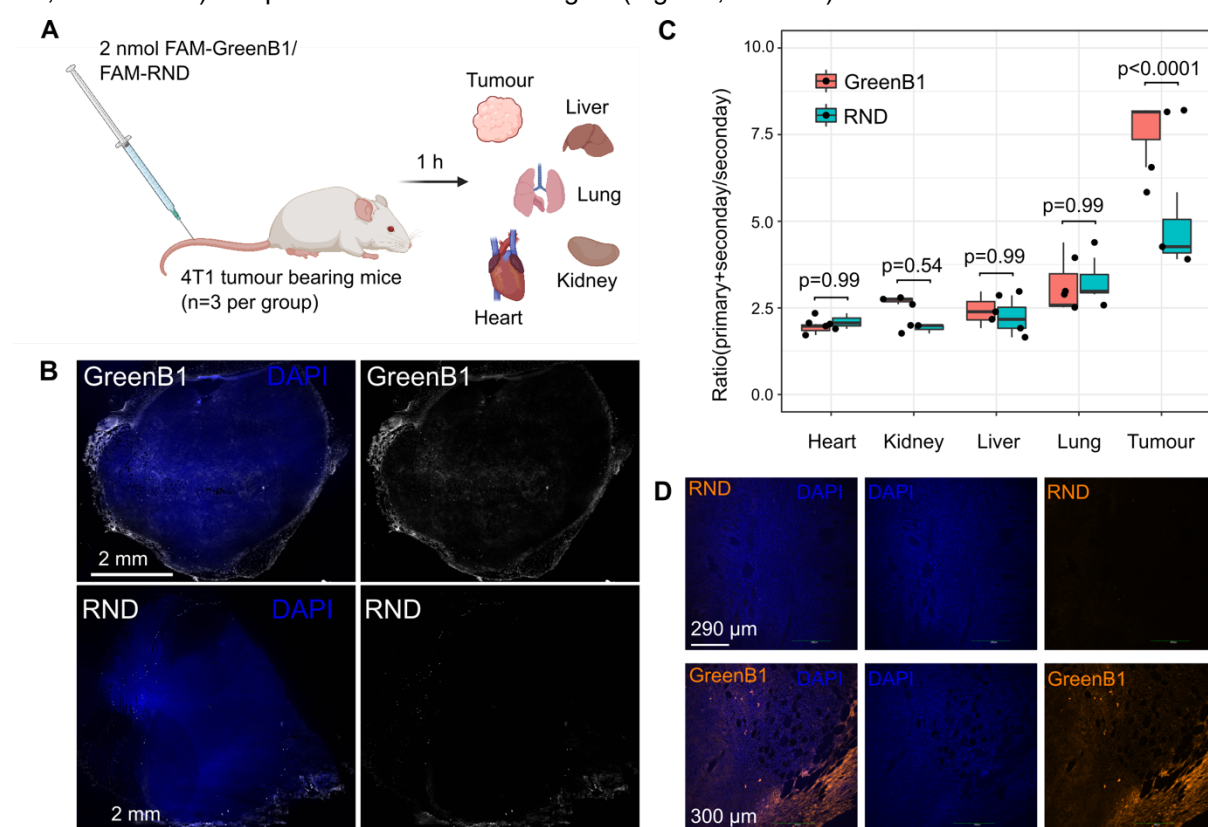 A
2 nmol FAM-GreenB1/
FAM-RND
4T1 tumour bearing mice
(n=3 per group)
1 h
Tumour
Liver
Lung
Kidney
Heart
B
GreenB1 DAPI
GreenB1
2 mm
RND DAPI
RND
2 mm
C
Ratio(primary+seconday/seconday)
10.0
7.5
5.0
2.5
0.0
GreenB1
RND
p=0.99
p=0.54
p=0.99
p=0.99
p<0.0001
Heart Kidney Liver Lung Tumour
D
RND DAPI
DAPI
RND
290 µm
GreenB1 DAPI
DAPI
GreenB1
300 µm